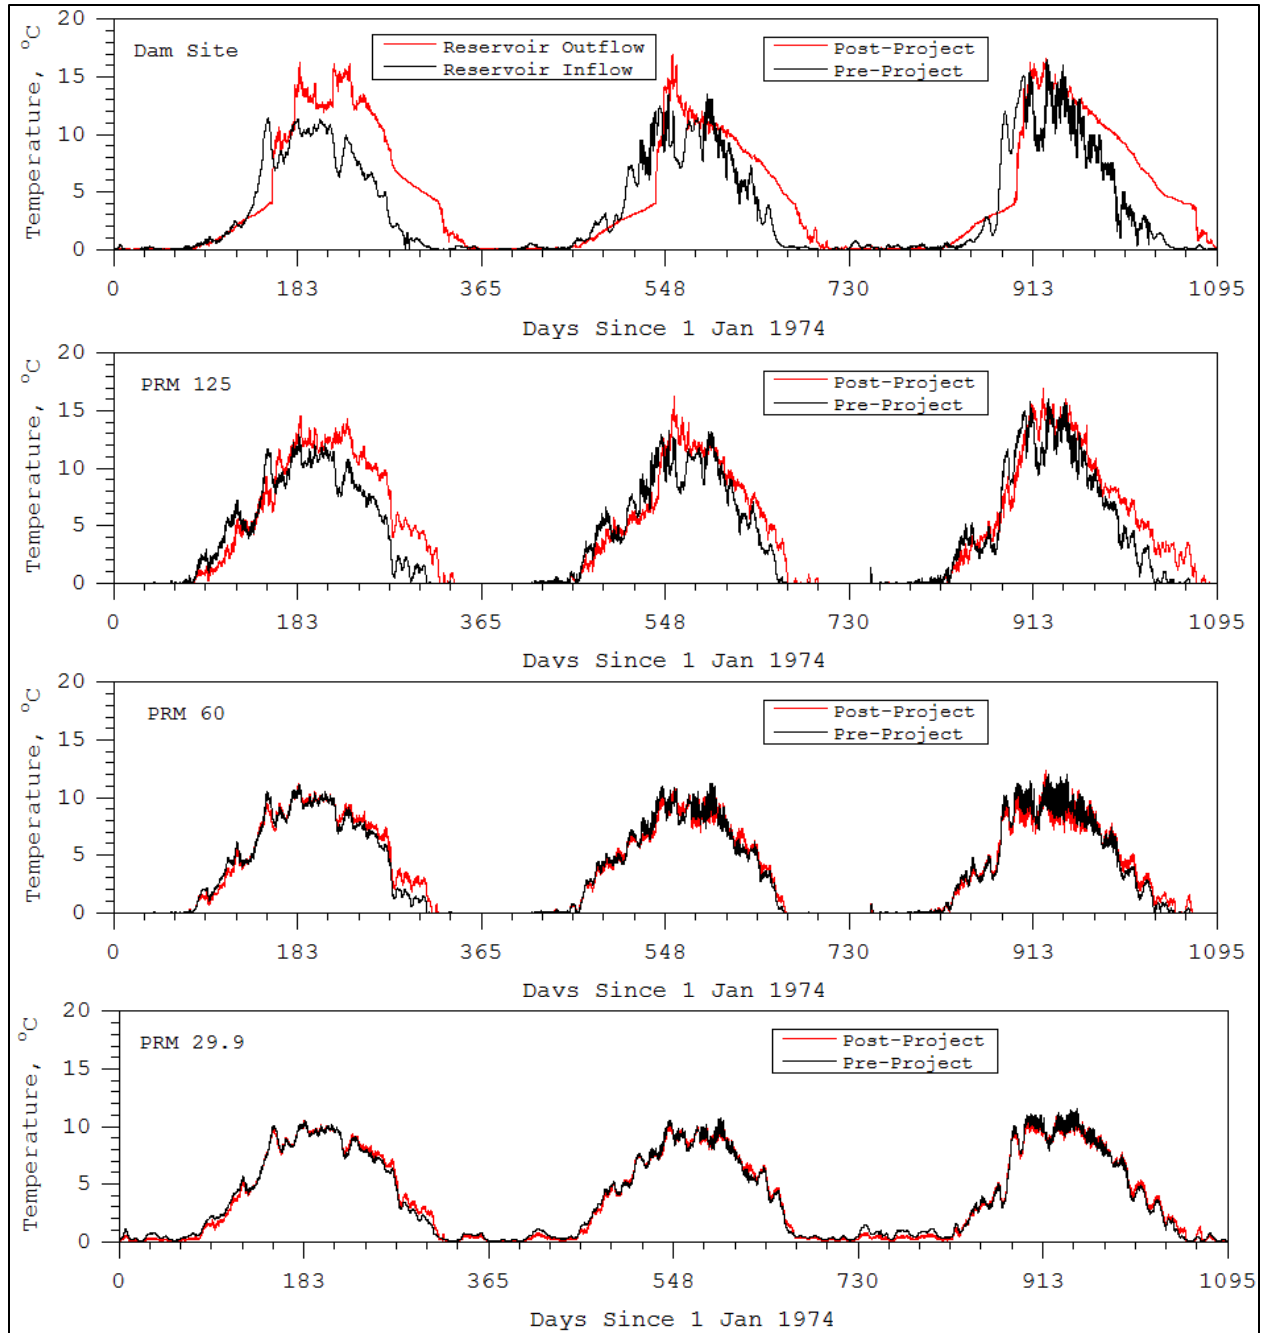 20
15
10
5
0
Temperature, °C
Dam Site
Reservoir Outflow
Reservoir Inflow
Post-Project
Pre-Project
0 183 365 548 730 913 1095
Days Since 1 Jan 1974
20
15
10
5
0
Temperature, °C
PRM 125
Post-Project
Pre-Project
0 183 365 548 730 913 1095
Days Since 1 Jan 1974
20
15
10
5
0
Temperature, °C
PRM 60
Post-Project
Pre-Project
0 183 365 548 730 913 1095
Days Since 1 Jan 1974
20
15
10
5
0
Temperature, °C
PRM 29.9
Post-Project
Pre-Project
0 183 365 548 730 913 1095
Days Since 1 Jan 1974